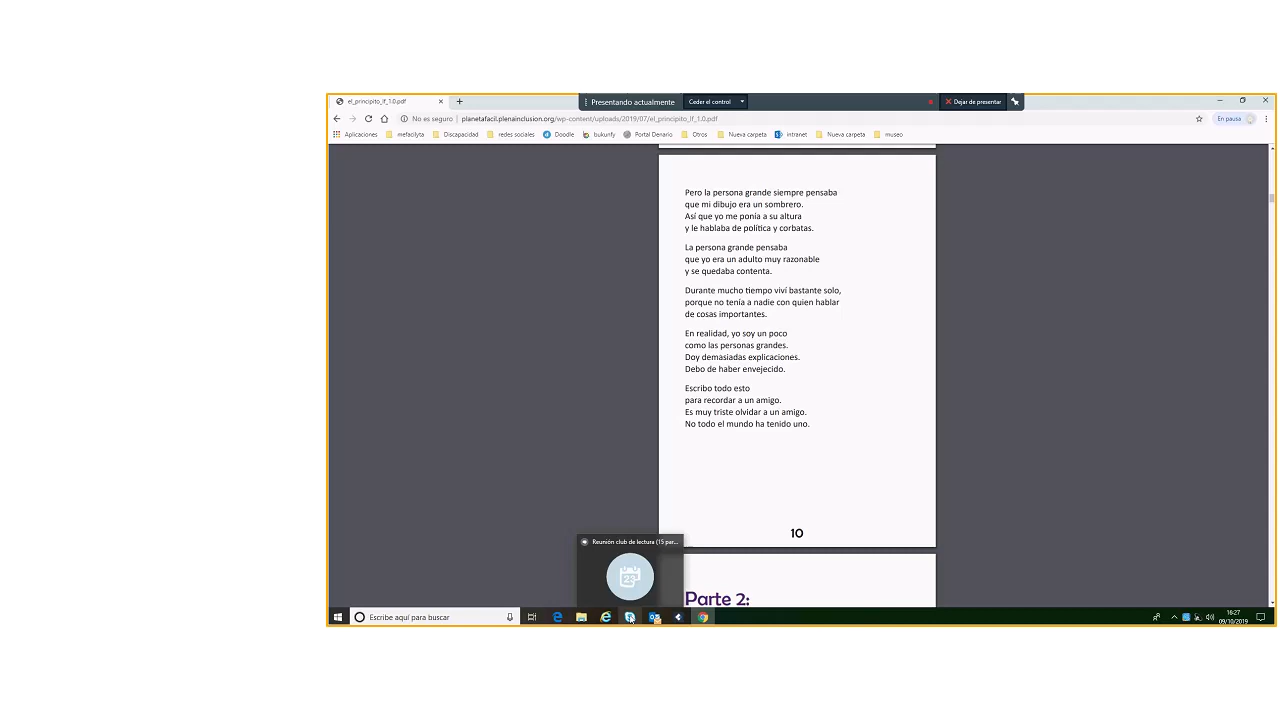 el_principito_lf_1.0.pdf
Presentando actualmente
Ceder el control
Dejar de presentar
No es seguro | planetafacil.plenainclusion.org/wp-content/uploads/2019/07/el_principito_lf_1.0.pdf
En pausa
Aplicaciones mefacilyta Discapacidad redes sociales Doodle bukunfy Portal Denario Otros Nueva carpeta intranet Nueva carpeta museo
Pero la persona grande siempre pensaba
que mi dibujo era un sombrero.
Así que yo me ponía a su altura
y le hablaba de política y corbatas.
La persona grande pensaba
que yo era un adulto muy razonable
y se quedaba contenta.
Durante mucho tiempo viví bastante solo,
porque no tenía a nadie con quien hablar
de cosas importantes.
En realidad, yo soy un poco
como las personas grandes.
Doy demasiadas explicaciones.
Debo de haber envejecido.
Escribo todo esto
para recordar a un amigo.
Es muy triste olvidar a un amigo.
No todo el mundo ha tenido uno.
10
Reunión club de lectura (15 par...
23
Parte 2:
Escribe aquí para buscar
16:27
09/10/2019